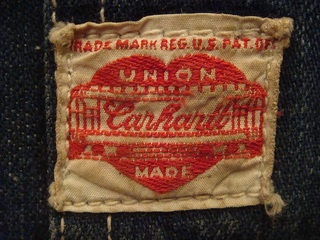 TRADE MARK REG. U.S. PAT. OFF.
UNION
Carhartt
MADE